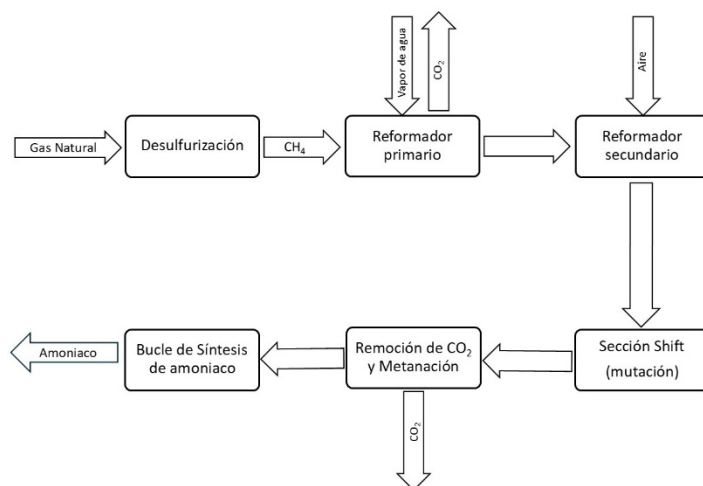 Vapor de agua
CO₂
Aire
Gas Natural
Desulfurización
CH₄
Reformador
primario
Reformador
secundario
Amoniaco
Bucle de Síntesis
de amoniaco
Remoción de CO₂
y Metanación
Sección Shift
(mutación)
CO₂